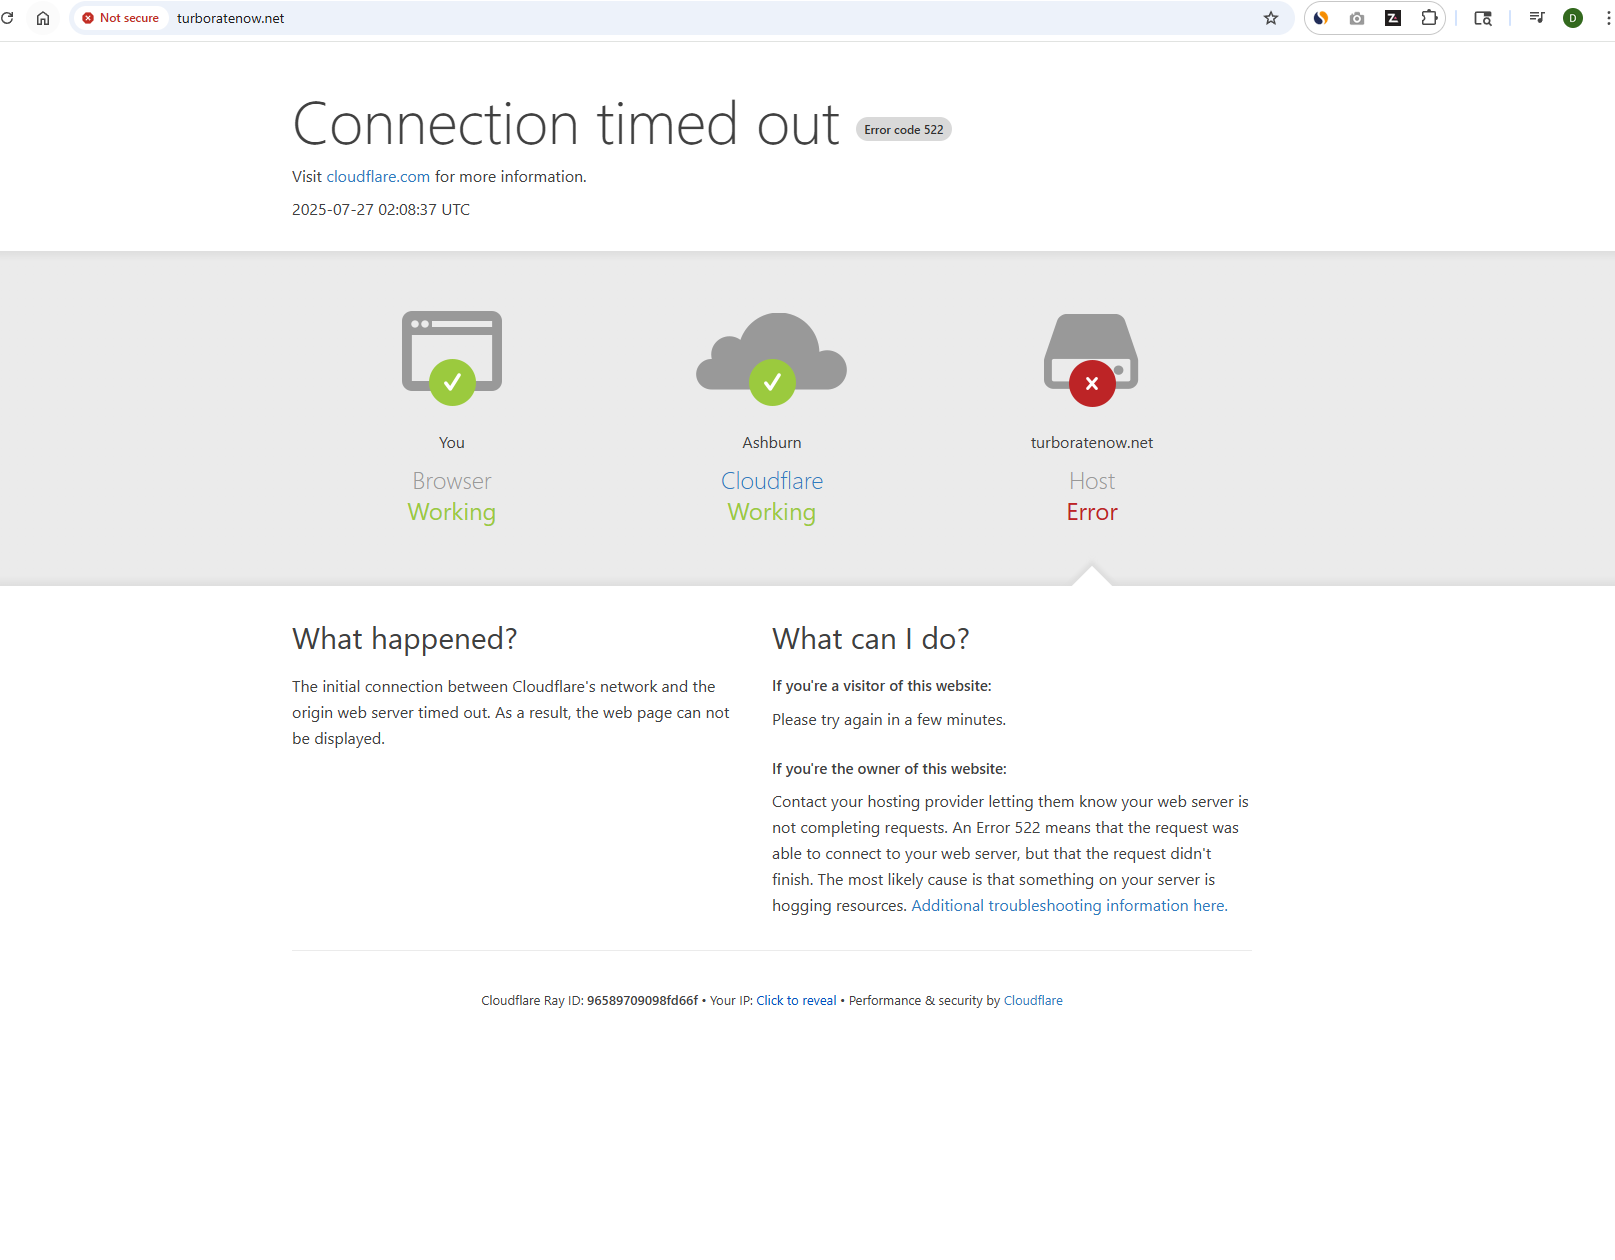 Not secure
turboratenow.net
D
Connection timed out
Error code 522
Visit cloudflare.com for more information.
2025-07-27 02:08:37 UTC
You
Browser
Working
Ashburn
Cloudflare
Working
turboratenow.net
Host
Error
What happened?
The initial connection between Cloudflare's network and the
origin web server timed out. As a result, the web page can not
be displayed.
What can I do?
If you're a visitor of this website:
Please try again in a few minutes.
If you're the owner of this website:
Contact your hosting provider letting them know your web server is
not completing requests. An Error 522 means that the request was
able to connect to your web server, but that the request didn't
finish. The most likely cause is that something on your server is
hogging resources. Additional troubleshooting information here.
Cloudflare Ray ID: 96589709098fd66f • Your IP: Click to reveal • Performance & security by Cloudflare